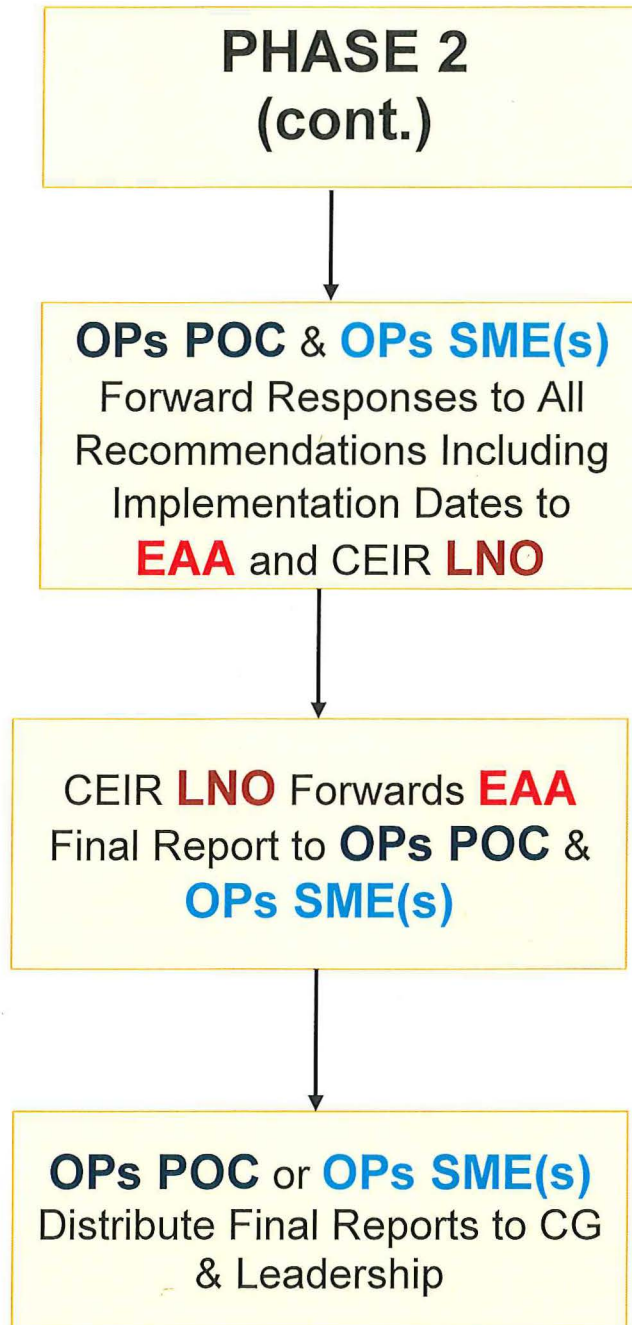 PHASE 2
(cont.)
OPs POC & OPs SME(s)
Forward Responses to All
Recommendations Including
Implementation Dates to
EAA and CEIR LNO
CEIR LNO Forwards EAA
Final Report to OPs POC &
OPs SME(s)
OPs POC or OPs SME(s)
Distribute Final Reports to CG
& Leadership